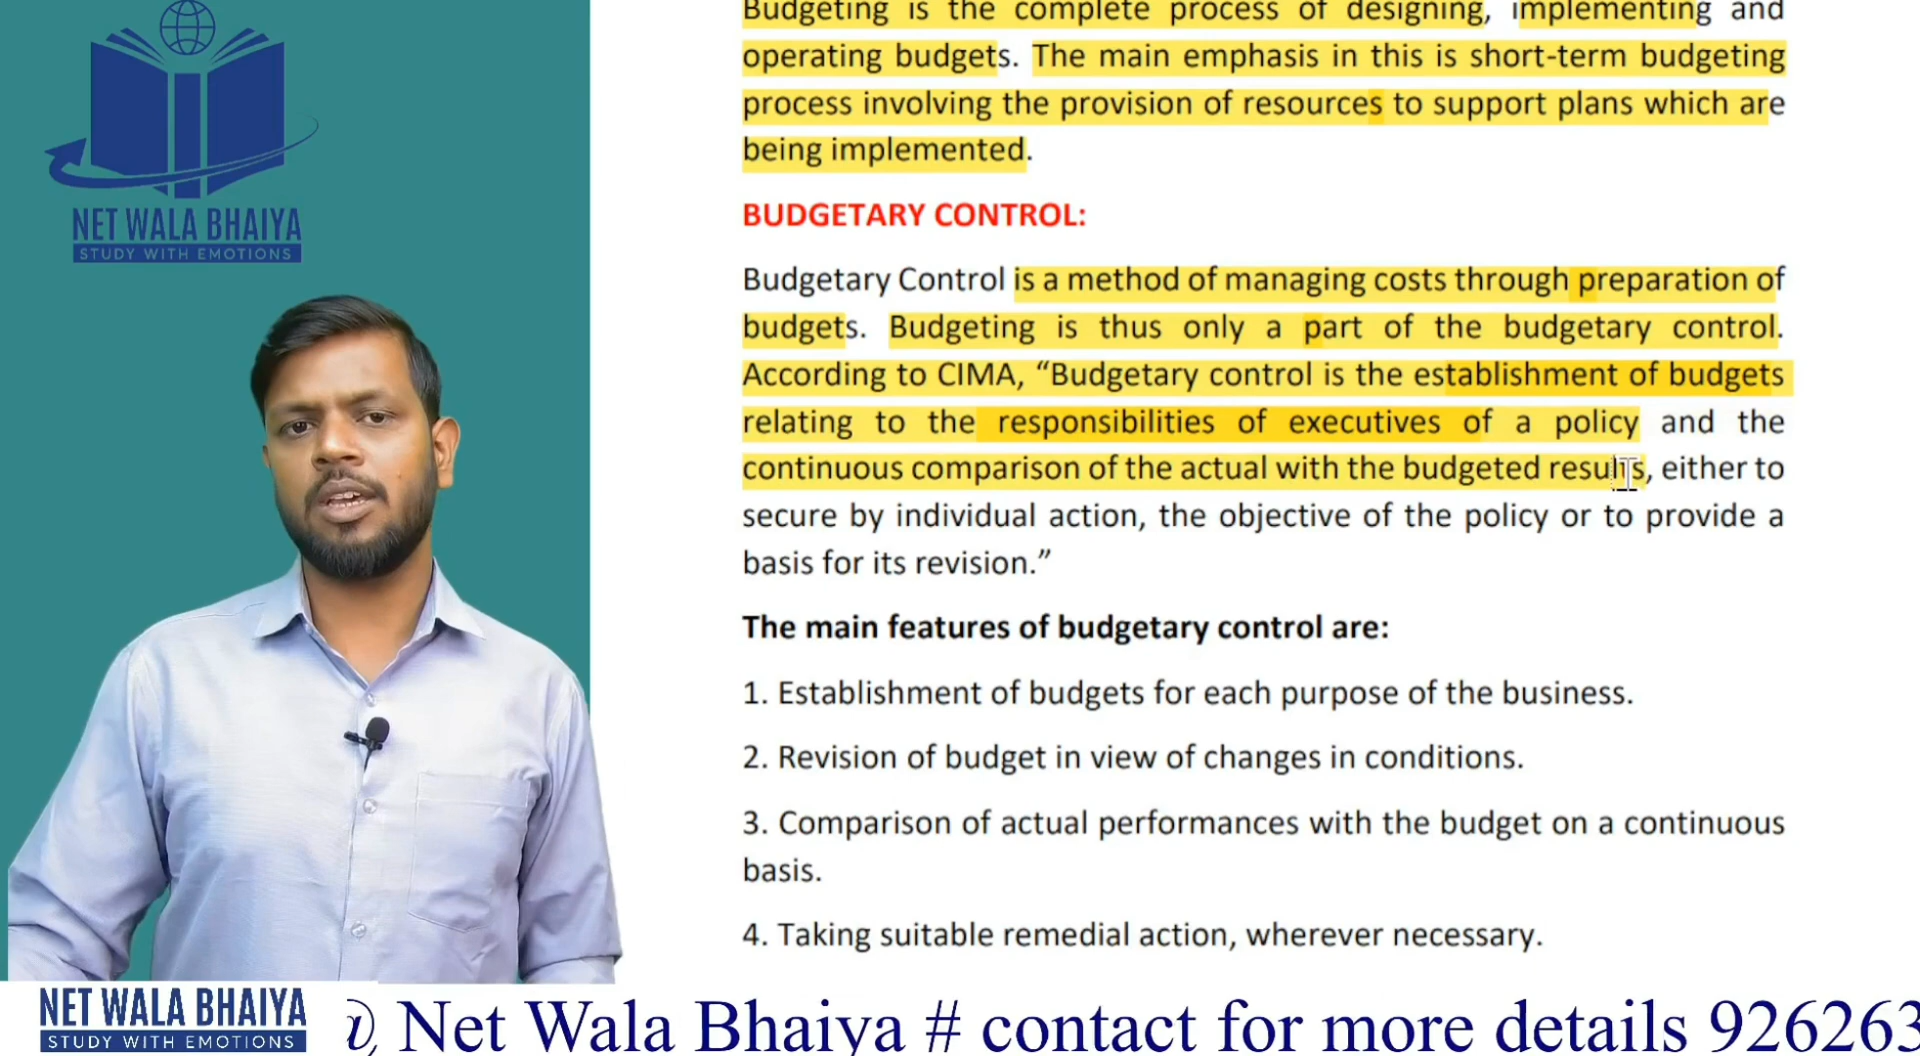 NET WALA BHAIYA
STUDY WITH EMOTIONS
Budgeting is the complete process of designing, implementing and
operating budgets. The main emphasis in this is short-term budgeting
process involving the provision of resources to support plans which are
being implemented.
BUDGETARY CONTROL:
Budgetary Control is a method of managing costs through preparation of
budgets. Budgeting is thus only a part of the budgetary control.
According to CIMA, “Budgetary control is the establishment of budgets
relating to the responsibilities of executives of a policy and the
continuous comparison of the actual with the budgeted results, either to
secure by individual action, the objective of the policy or to provide a
basis for its revision.”
The main features of budgetary control are:
1. Establishment of budgets for each purpose of the business.
2. Revision of budget in view of changes in conditions.
3. Comparison of actual performances with the budget on a continuous
basis.
4. Taking suitable remedial action, wherever necessary.
NET WALA BHAIYA
STUDY WITH EMOTIONS
Net Wala Bhaiya # contact for more details 926263